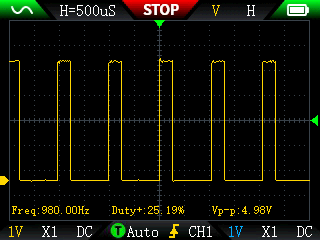 H=500uS STOP V H
Freq:980.00Hz Duty+:25.19% Vp-p:4.98V
1V X1 DC T Auto CH1 1V X1 DC